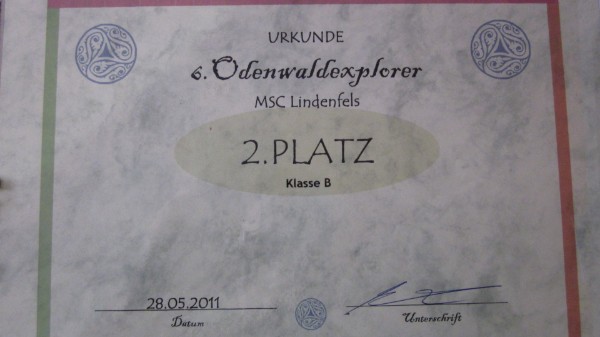 URKUNDE
6. Odenwaldexplorer
MSC Lindenfels
2.PLATZ
Klasse B
28.05.2011
Datum
Unterschrift